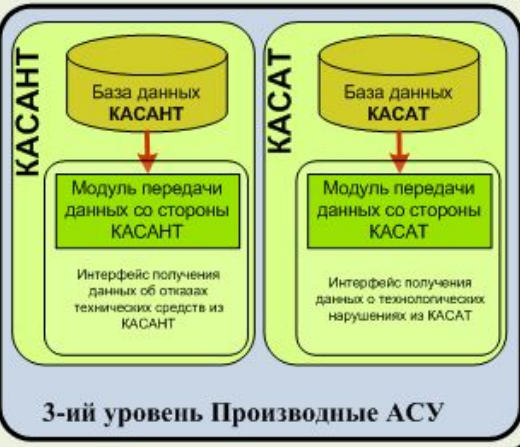 КАСАНТ
База данных
КАСАНТ
Модуль передачи
данных со стороны
КАСАНТ
Интерфейс получения
данных об отказах
технических средств из
КАСАНТ
КАСАТ
База данных
КАСАТ
Модуль передачи
данных со стороны
КАСАТ
Интерфейс получения
данных о технологических
нарушениях из КАСАТ
3-ий уровень Производные АСУ